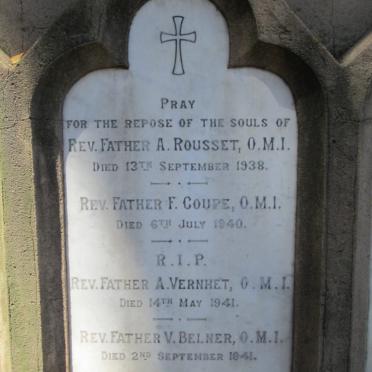 PRAY
FOR THE REPOSE OF THE SOULS OF
REV. FATHER A. ROUSSET, O.M.I.
DIED 13TH SEPTEMBER 1938.
REV. FATHER F. COUPE, O.M.I.
DIED 6TH JULY 1940.
R.I.P.
REV. FATHER A. VERNHET, O.M.I.
DIED 14TH MAY 1941.
REV. FATHER V. BELNER, O.M.I.
DIED 2ND SEPTEMBER 1941.